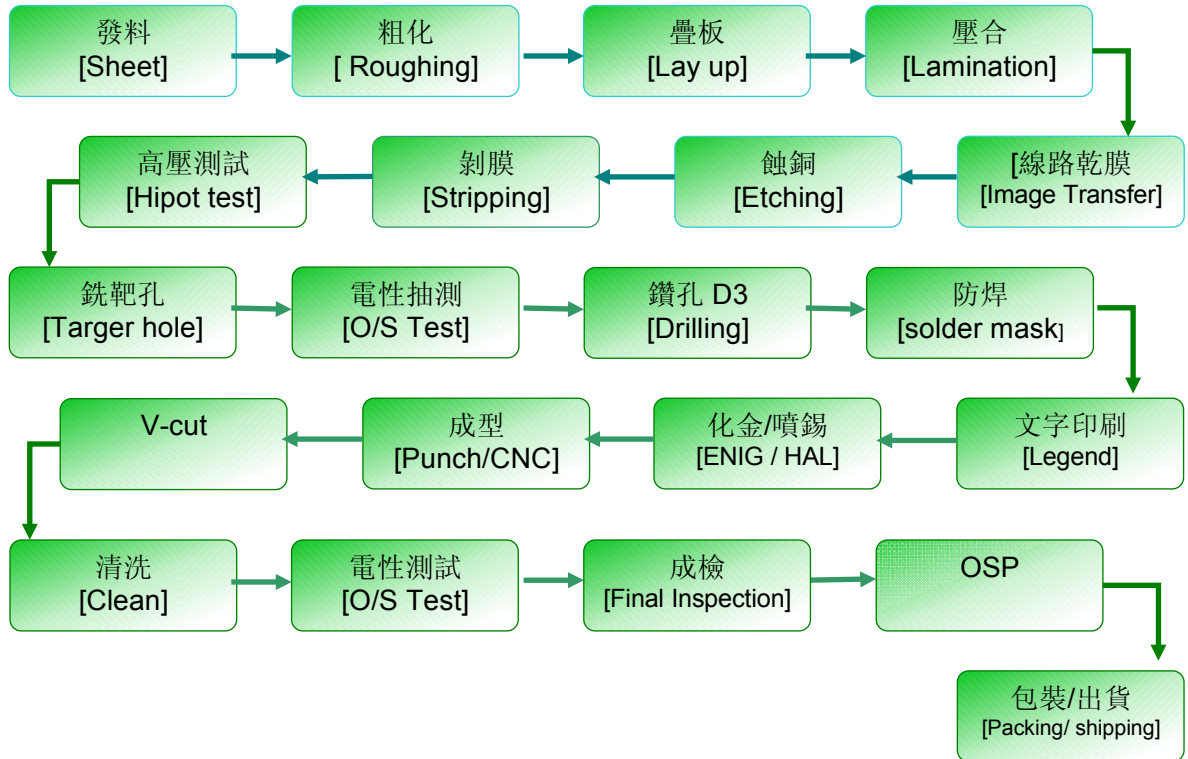 發料
[Sheet]
粗化
[ Roughing]
疊板
[Lay up]
壓合
[Lamination]
[線路乾膜
[Image Transfer]
蝕銅
[Etching]
剝膜
[Stripping]
高壓測試
[Hipot test]
銑靶孔
[Targer hole]
電性抽測
[O/S Test]
鑽孔 D3
[Drilling]
防焊
[solder mask]
文字印刷
[Legend]
化金/噴錫
[ENIG / HAL]
成型
[Punch/CNC]
V-cut
清洗
[Clean]
電性測試
[O/S Test]
成檢
[Final Inspection]
OSP
包裝/出貨
[Packing/ shipping]